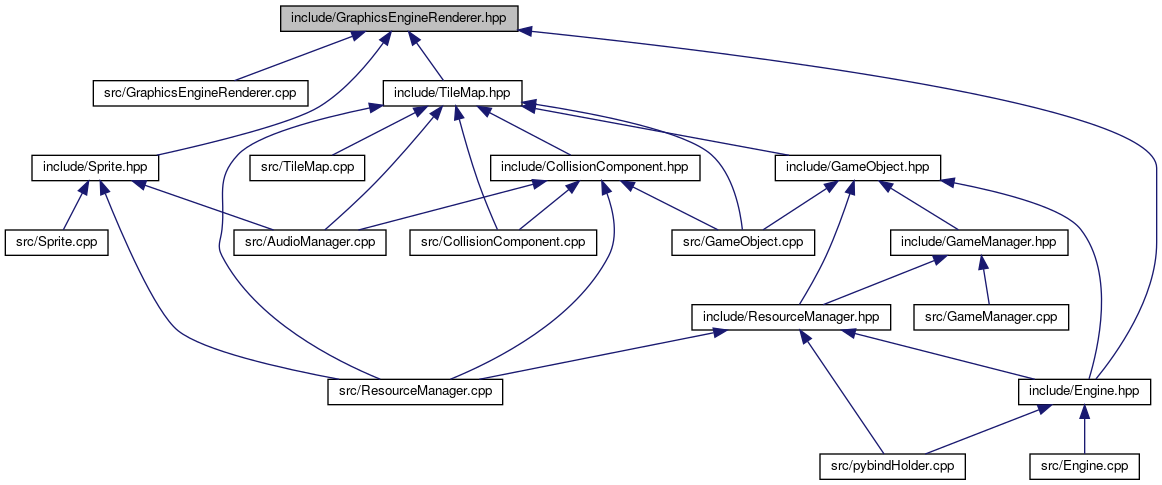 include/GraphicsEngineRenderer.hpp
src/GraphicsEngineRenderer.cpp
include/TileMap.hpp
include/Sprite.hpp
src/TileMap.cpp
include/CollisionComponent.hpp
include/GameObject.hpp
src/Sprite.cpp
src/AudioManager.cpp
src/CollisionComponent.cpp
src/GameObject.cpp
include/GameManager.hpp
include/ResourceManager.hpp
src/GameManager.cpp
src/ResourceManager.cpp
include/Engine.hpp
src/pybindHolder.cpp
src/Engine.cpp